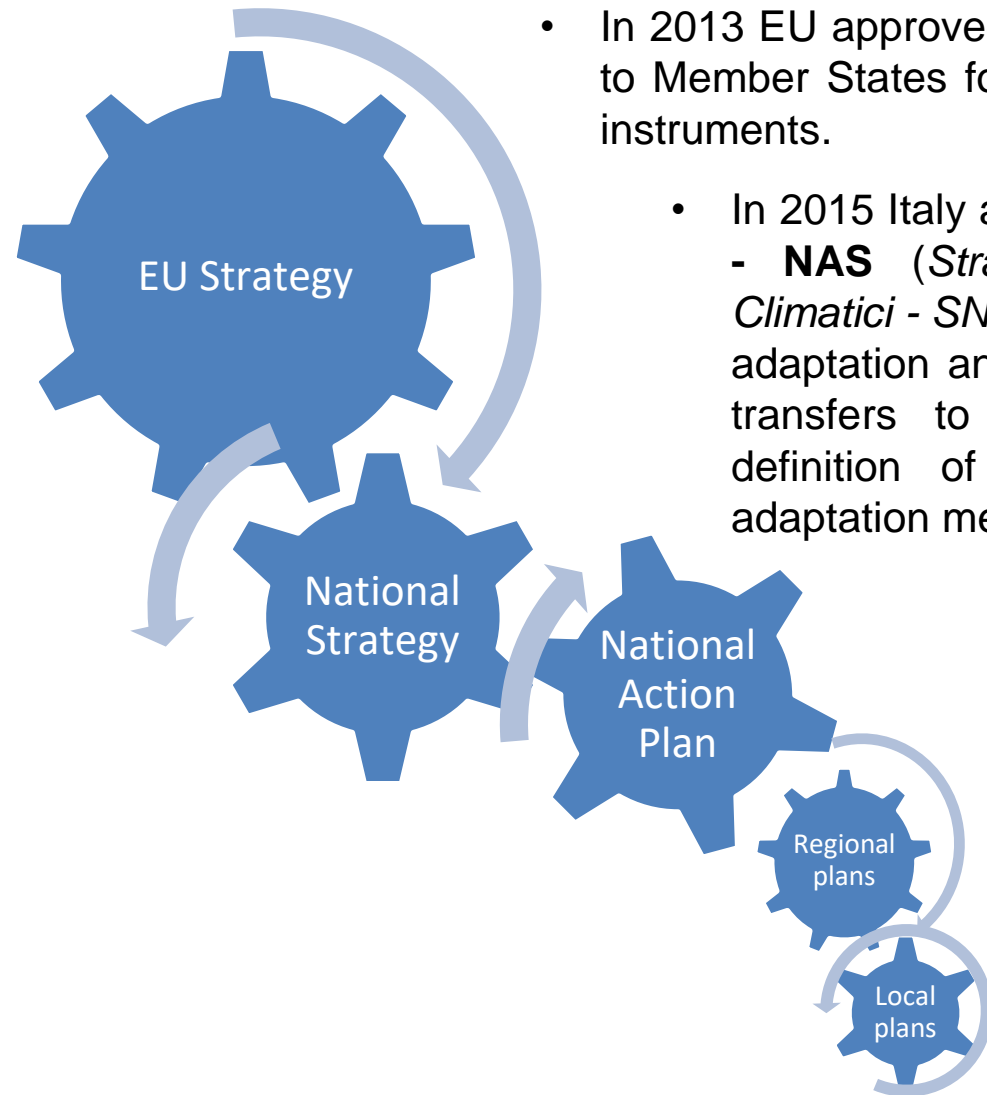 • In 2013 EU approve
to Member States fo
instruments.
• In 2015 Italy a
- NAS (Stra
Climatici - SN
adaptation an
transfers to
definition of
adaptation me
EU Strategy
National
Strategy
National
Action
Plan
Regional
plans
Local
plans